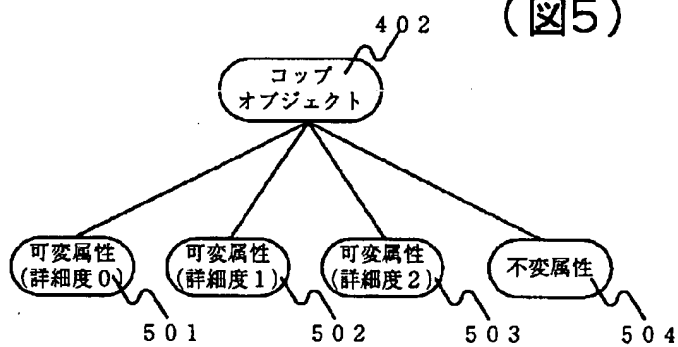 (図5)
402
コップ
オブジェクト
可変属性
(詳細度0)
可変属性
(詳細度1)
可変属性
(詳細度2)
不変属性
501
502
503
504